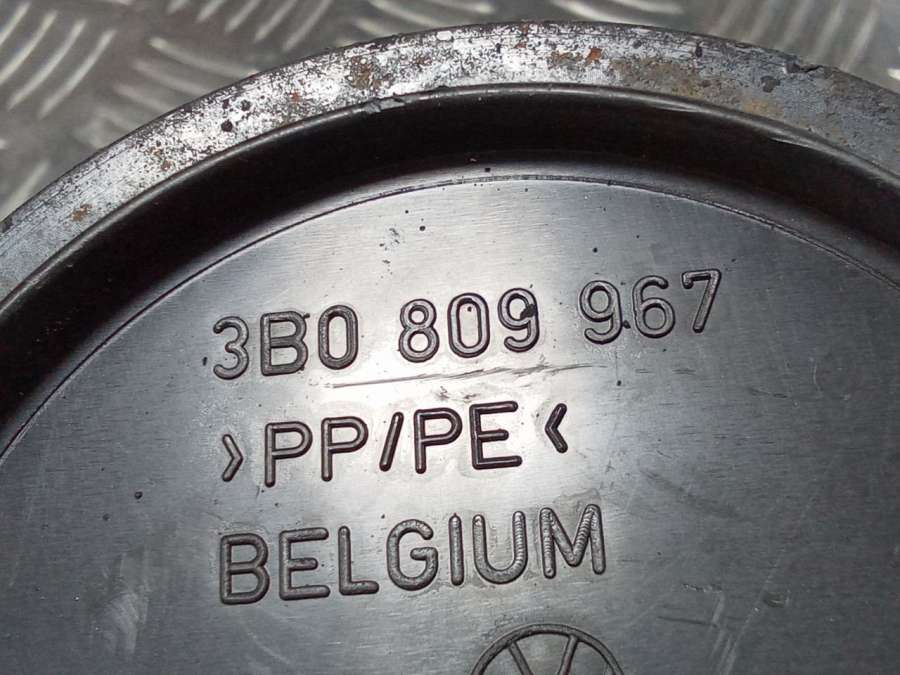 3B0 809 967
>PP/PE<
BELGIUM